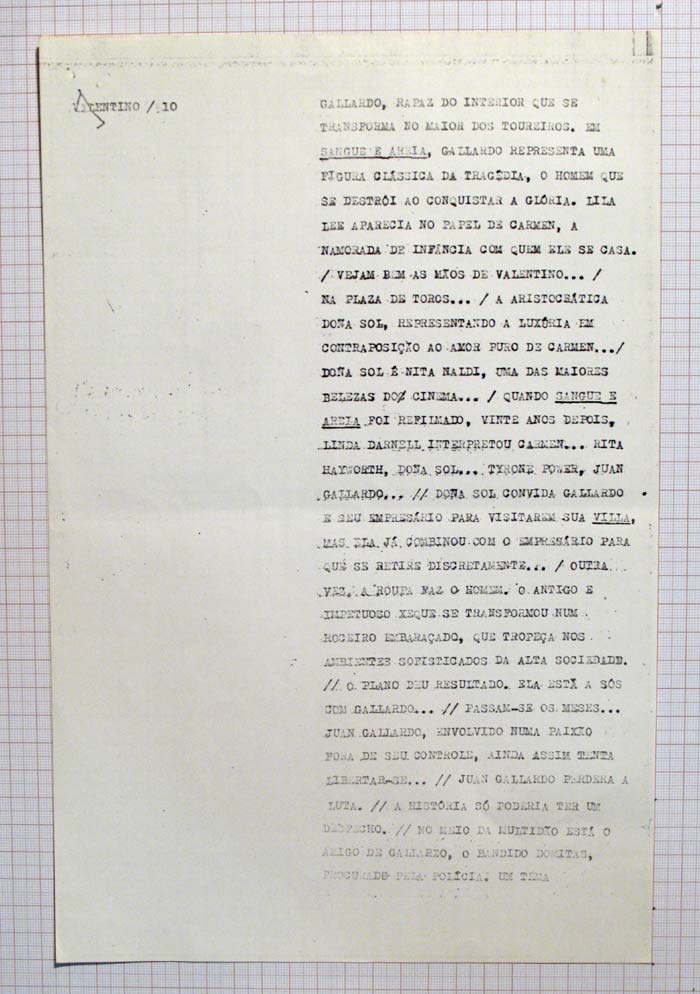 VALENTINO / 10
GALLARDO, RAPAZ DO INTERIOR QUE SE
TRANSFORMA NO MAIOR DOS TOUREIROS. EM
SANGUE E AREIA, GALLARDO REPRESENTA UMA
FIGURA CLÁSSICA DA TRAGÉDIA, O HOMEM QUE
SE DESTRÓI AO CONQUISTAR A GLÓRIA. LILA
LEE APARECIA NO PAPEL DE CARMEN, A
NAMORADA DE INFÂNCIA COM QUEM ELE SE CASA.
/ VEJAM BEM AS MÃOS DE VALENTINO... /
NA PLAZA DE TOROS... / A ARISTOCRÁTICA
DOÑA SOL, REPRESENTANDO A LUXÚRIA EM
CONTRAPOSIÇÃO AO AMOR PURO DE CARMEN.../
DOÑA SOL É NITA NALDI, UMA DAS MAIORES
BELEZAS DO CINEMA... / QUANDO SANGUE E
AREIA FOI REFILMADO, VINTE ANOS DEPOIS,
LINDA DARNELL INTERPRETOU CARMEN... RITA
HAYWORTH, DOÑA SOL... TYRONE POWER, JUAN
GALLARDO... // DOÑA SOL CONVIDA GALLARDO
E SEU EMPRESÁRIO PARA VISITAREM SUA VILLA,
MAS ELA JÁ COMBINOU COM O EMPRESÁRIO PARA
QUE SE RETIRE DISCRETAMENTE... / OUTRA
VEZ, A ROUPA FAZ O HOMEM. O ANTIGO E
IMPETUOSO XEQUE SE TRANSFORMOU NUM
ROCEIRO EMBARAÇADO, QUE TROPEÇA NOS
AMBIENTES SOFISTICADOS DA ALTA SOCIEDADE.
// O PLANO DEU RESULTADO. ELA ESTÁ A SÓS
COM GALLARDO... // PASSAM-SE OS MESES...
JUAN GALLARDO, ENVOLVIDO NUMA PAIXÃO
FORA DE SEU CONTROLE, AINDA ASSIM TENTA
LIBERTAR-SE... // JUAN GALLARDO PERDERA A
LUTA. // A HISTÓRIA SÓ PODERIA TER UM
DESFECHO. // NO MEIO DA MULTIDÃO ESTÁ O
AMIGO DE GALLARDO, O BANDIDO DOMITAS,
PROCURADO PELA POLÍCIA. UM TEMA